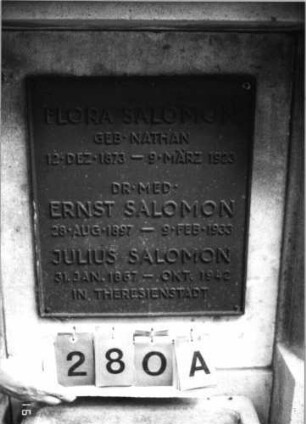 FLORA SALOMON
GEB·NATHAN
12·DEZ·1873 — 9·MÄRZ 1923
DR·MED·
ERNST SALOMON
28·AUG·1897 — 9·FEB·1933
JULIUS SALOMON
31.JAN. 1867 — OKT. 1942
IN THERESIENSTADT
280A